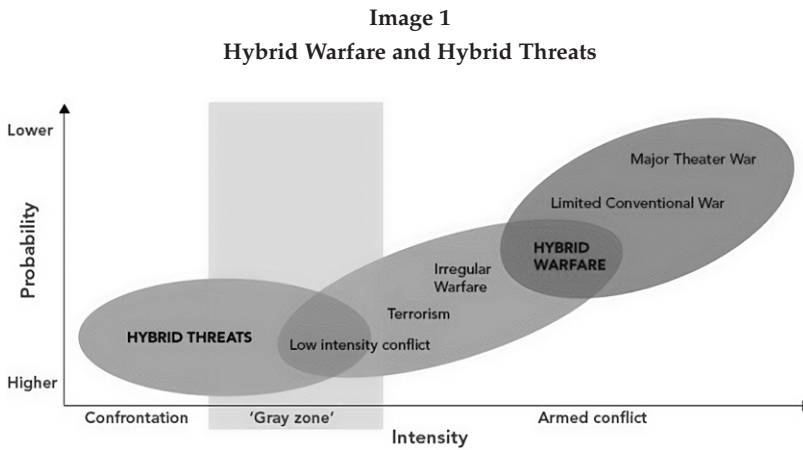 Image 1
Hybrid Warfare and Hybrid Threats
Lower
Probability
Higher
Major Theater War
Limited Conventional War
HYBRID
WARFARE
Irregular
Warfare
Terrorism
HYBRID THREATS
Low intensity conflict
Confrontation
'Gray zone'
Armed conflict
Intensity